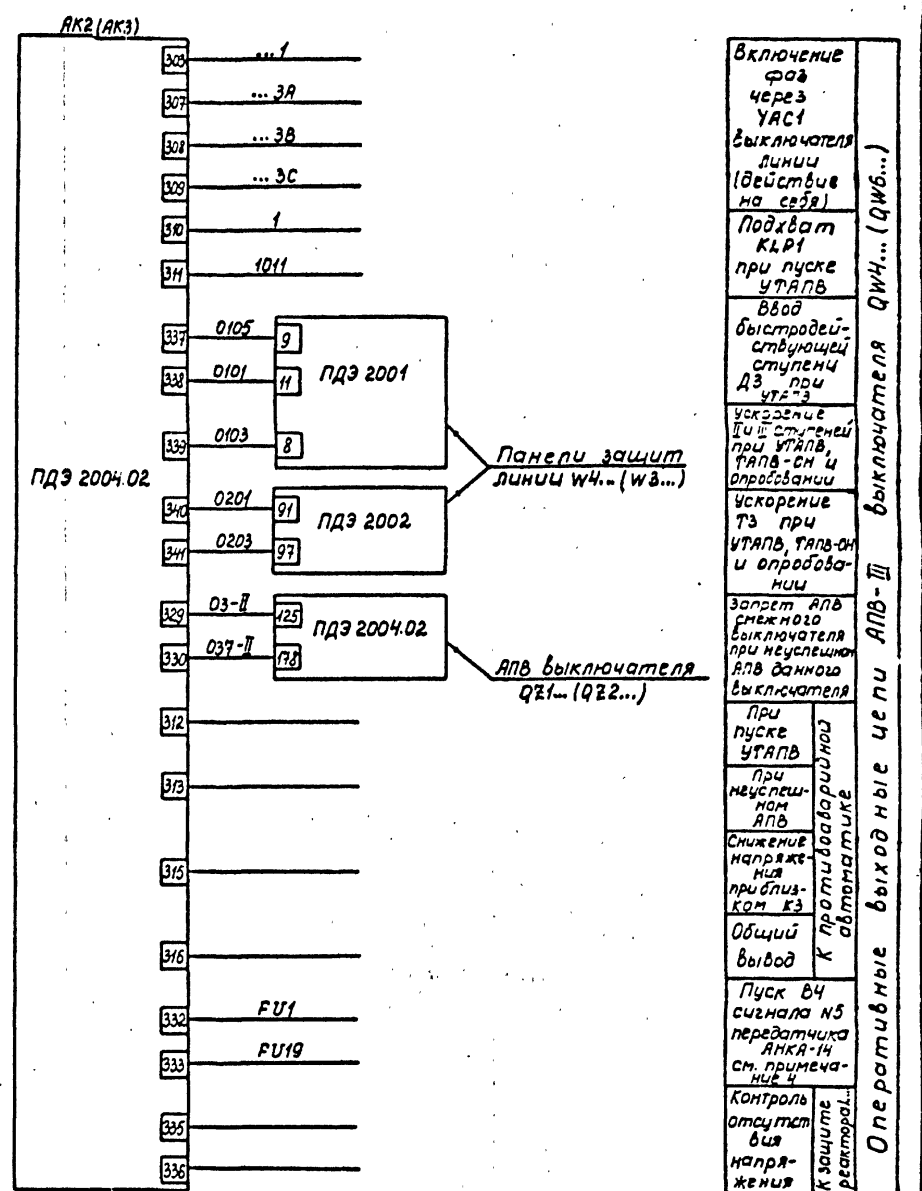 АК2 (АК3)
303
...1
307
...3А
308
...3В
309
...3С
310
1
311
1011
337
0105
9
338
0101
11
ПДЭ 2001
339
0103
8
ПДЭ 2004.02
340
0201
91
ПДЭ 2002
341
0203
97
Панели защит
линии W4... (W3...)
329
03-II
125
ПДЭ 2004.02
330
037-II
178
АПВ выключателя
QZ1... (QZ2...)
312
313
315
316
332
FU1
333
FU19
335
336
Включение
фаз
через
YAC1
выключателя
линии
(действие
на себя)
Подхват
KLP1
при пуске
УТАПВ
Ввод
быстродей-
ствующей
ступени
ДЗ при
Ускорение
II и III ступеней
при УТАПВ,
ТАПВ-ОН и
опробовании
Ускорение
ТЗ при
УТАПВ, ТАПВ-ОН
и опробова-
нии
Запрет АПВ
смежного
выключателя
при неуспешном
АПВ данного
выключателя
При
пуске
УТАПВ
При
неуспеш-
ном
АПВ
Снижение
напряже-
ния
при близ-
ком КЗ
Общий
вывод
К противоаварийной
автоматике
Пуск ВЧ
сигнала N5
передатчика
АНКА-14
см. примеча-
ние 4
Контроль
отсутст
вия
напря-
жения
К защите
реактора...
Оперативные выходные цепи АПВ-III выключателя QW4... (QW6...)